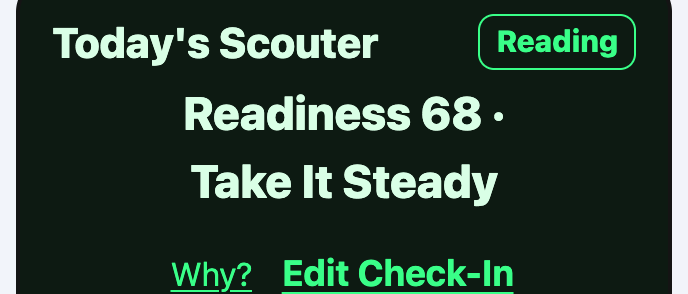 Today's Scouter
Reading
Readiness 68 ·
Take It Steady
Why? Edit Check-In